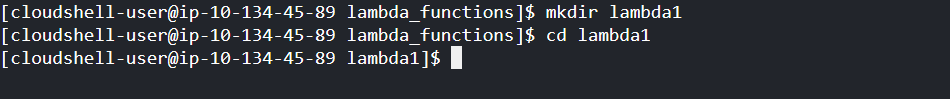 [cloudshell-user@ip-10-134-45-89 lambda_functions]$ mkdir lambda1
[cloudshell-user@ip-10-134-45-89 lambda_functions]$ cd lambda1
[cloudshell-user@ip-10-134-45-89 lambda1]$